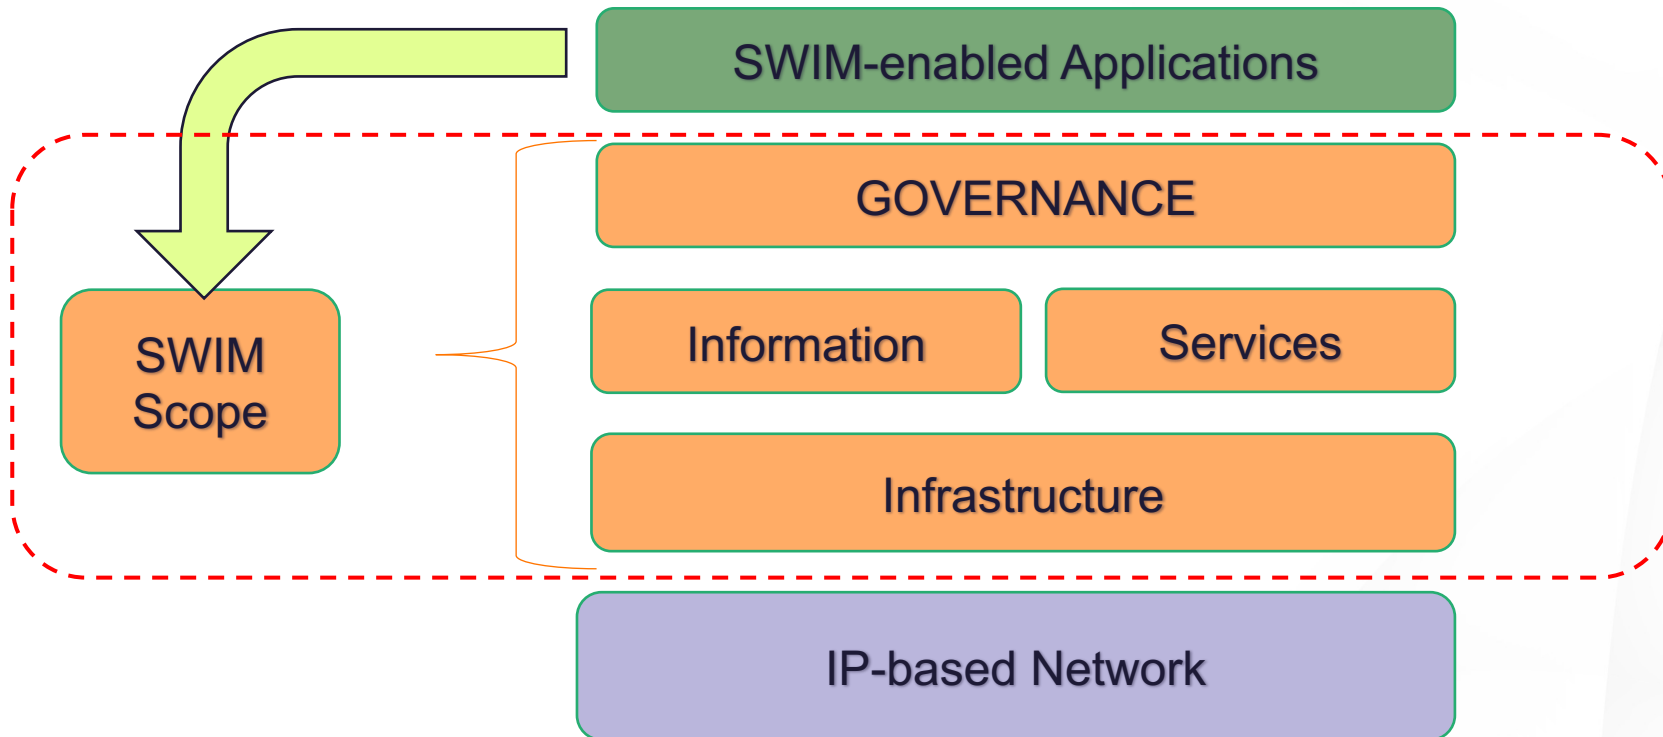 SWIM-enabled Applications
GOVERNANCE
SWIM
Scope
Information
Services
Infrastructure
IP-based Network